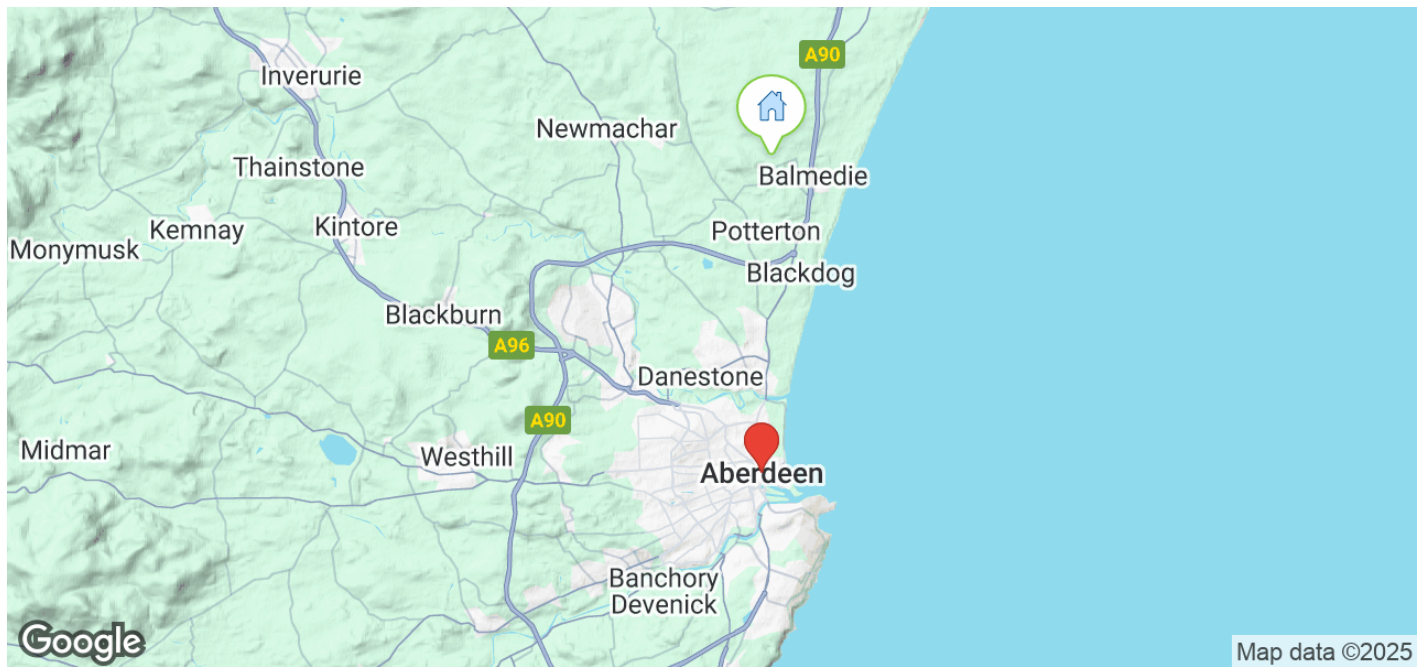 A90
Inverurie
Newmachar
Thainstone
Balmedie
Kemnay
Kintore
Potterton
Monymusk
Blackdog
Blackburn
A96
Danestone
A90
Midmar
Westhill
Aberdeen
Banchory
Devenick
Google
Map data ©2025